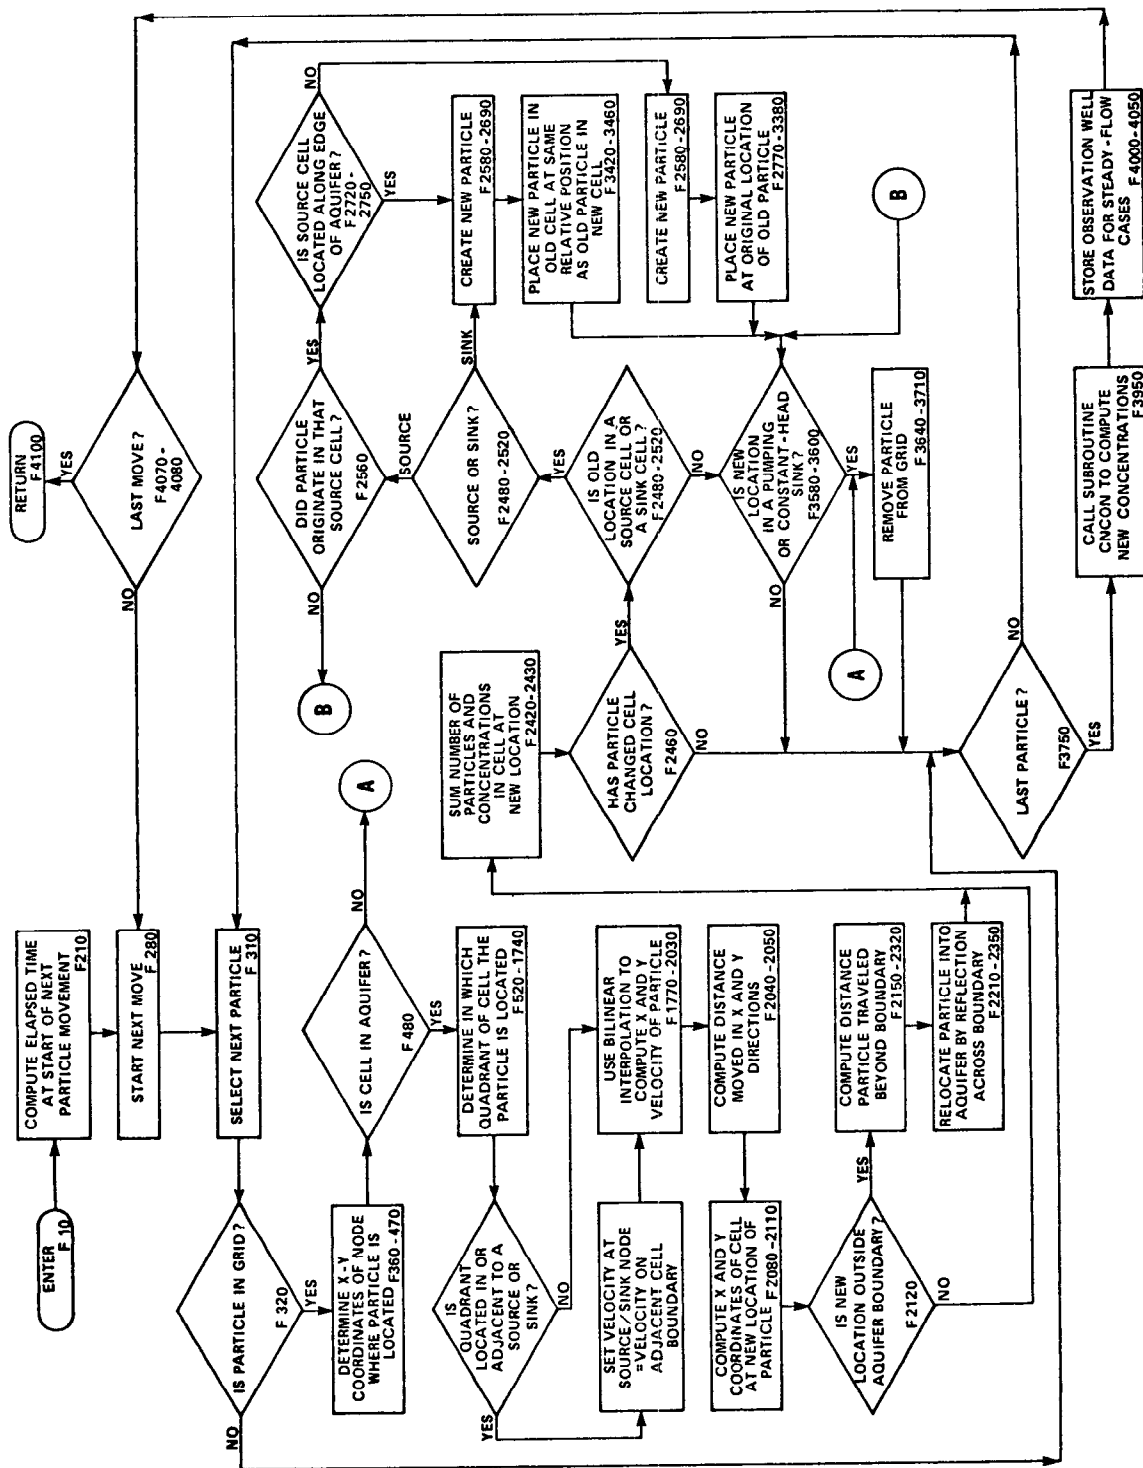 ENTER
F 10
COMPUTE ELAPSED TIME
AT START OF NEXT
PARTICLE MOVEMENT
F210
START NEXT MOVE
F 280
SELECT NEXT PARTICLE
F 310
IS PARTICLE IN GRID?
F 320
NO
YES
DETERMINE X-Y
COORDINATES OF NODE
WHERE PARTICLE IS
LOCATED F360-470
IS CELL IN AQUIFER?
F 480
NO
A
YES
DETERMINE IN WHICH
QUADRANT OF CELL THE
PARTICLE IS LOCATED
F520-1740
IS
QUADRANT
LOCATED IN OR
ADJACENT TO A
SOURCE OR
SINK?
YES
NO
SET VELOCITY AT
SOURCE/SINK NODE
=VELOCITY ON
ADJACENT CELL
BOUNDARY
USE BILINEAR
INTERPOLATION TO
COMPUTE X AND Y
VELOCITY OF PARTICLE
F1770-2030
COMPUTE DISTANCE
MOVED IN X AND Y
DIRECTIONS
F2040-2050
COMPUTE X AND Y
COORDINATES OF CELL
AT NEW LOCATION OF
PARTICLE F2080-2110
IS NEW
LOCATION OUTSIDE
AQUIFER BOUNDARY?
F2120
YES
NO
COMPUTE DISTANCE
PARTICLE TRAVELED
BEYOND BOUNDARY
F2150-2320
RELOCATE PARTICLE INTO
AQUIFER BY REFLECTION
ACROSS BOUNDARY
F2210-2350
SUM NUMBER OF
PARTICLES AND
CONCENTRATIONS
IN CELL AT
NEW LOCATION
F2420-2430
HAS PARTICLE
CHANGED CELL
LOCATION?
F2460
YES
NO
IS OLD
LOCATION IN A
SOURCE CELL OR
A SINK CELL?
F2480-2520
YES
NO
SOURCE OR SINK?
F2480-2520
SOURCE
SINK
DID PARTICLE
ORIGINATE IN THAT
SOURCE CELL?
F2560
NO
B
YES
IS SOURCE CELL
LOCATED ALONG EDGE
OF AQUIFER?
F2720-
2750
NO
YES
CREATE NEW PARTICLE
F2580-2690
PLACE NEW PARTICLE IN
OLD CELL AT SAME
RELATIVE POSITION
AS OLD PARTICLE IN
NEW CELL
F3420-3460
CREATE NEW PARTICLE
F2580-2690
PLACE NEW PARTICLE
AT ORIGINAL LOCATION
OF OLD PARTICLE
F2770-3380
B
IS NEW
LOCATION
IN A PUMPING
OR CONSTANT-HEAD
SINK?
F3580-3600
NO
YES
A
REMOVE PARTICLE
FROM GRID
F 3640-3710
LAST PARTICLE?
F3750
NO
YES
CALL SUBROUTINE
CNCON TO COMPUTE
NEW CONCENTRATIONS
F3950
STORE OBSERVATION WELL
DATA FOR STEADY-FLOW
CASES
F4000-4050
LAST MOVE?
F4070-
4080
NO
YES
RETURN
F4100